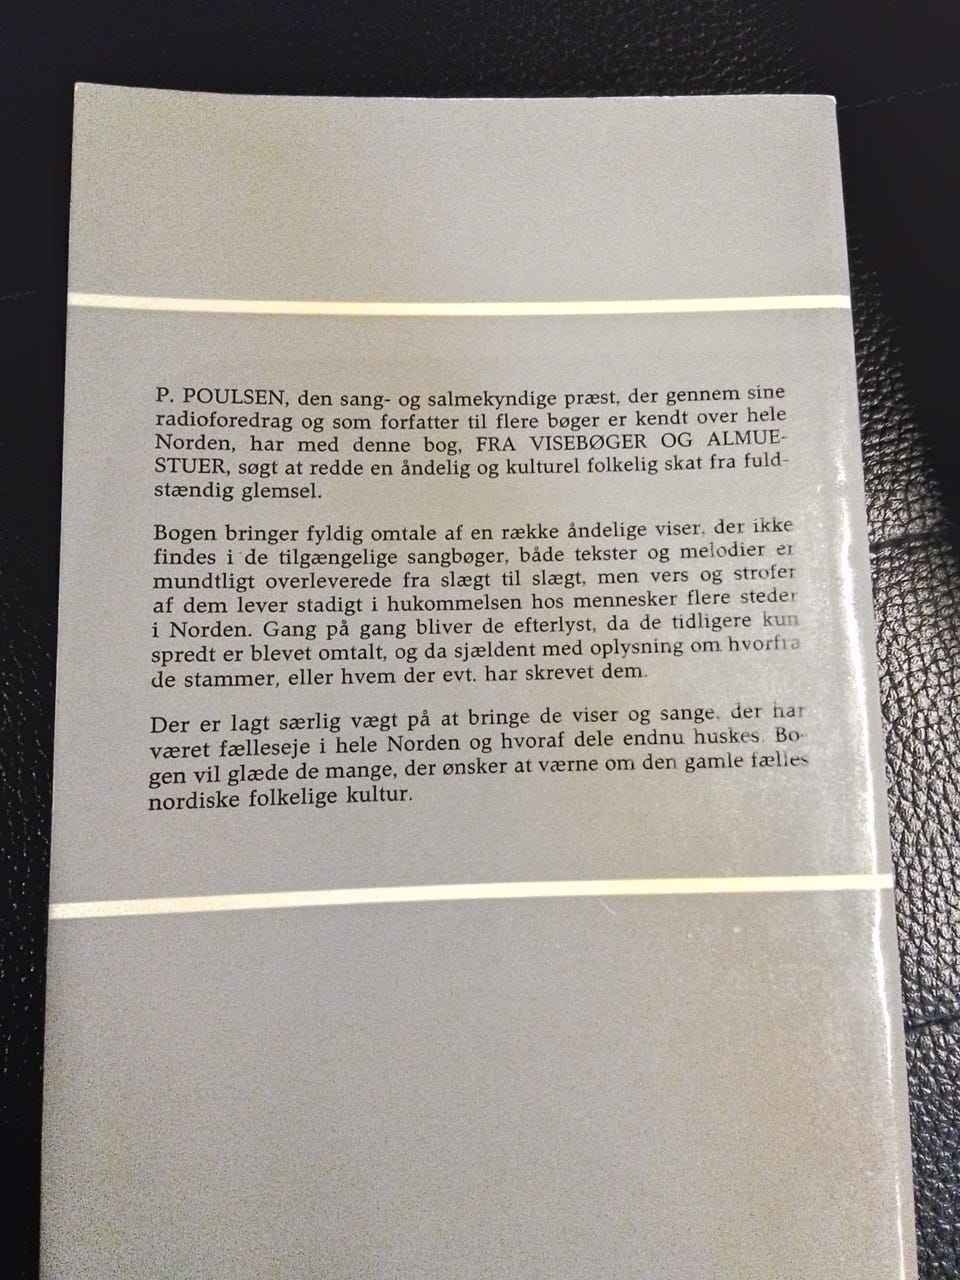 P. POULSEN, den sang- og salmekyndige præst, der gennem sine
radioforedrag og som forfatter til flere bøger er kendt over hele
Norden, har med denne bog, FRA VISEBØGER OG ALMUE-
STUER, søgt at redde en åndelig og kulturel folkelig skat fra fuld-
stændig glemsel.
Bogen bringer fyldig omtale af en række åndelige viser, der ikke
findes i de tilgængelige sangbøger, både tekster og melodier er
mundtligt overleverede fra slægt til slægt, men vers og strofer
af dem lever stadigt i hukommelsen hos mennesker flere steder
i Norden. Gang på gang bliver de efterlyst, da de tidligere kun
spredt er blevet omtalt, og da sjældent med oplysning om hvorfra
de stammer, eller hvem der evt. har skrevet dem.
Der er lagt særlig vægt på at bringe de viser og sange, der har
været fælleseje i hele Norden og hvoraf dele endnu huskes. Bo-
gen vil glæde de mange, der ønsker at værne om den gamle fælles
nordiske folkelige kultur.